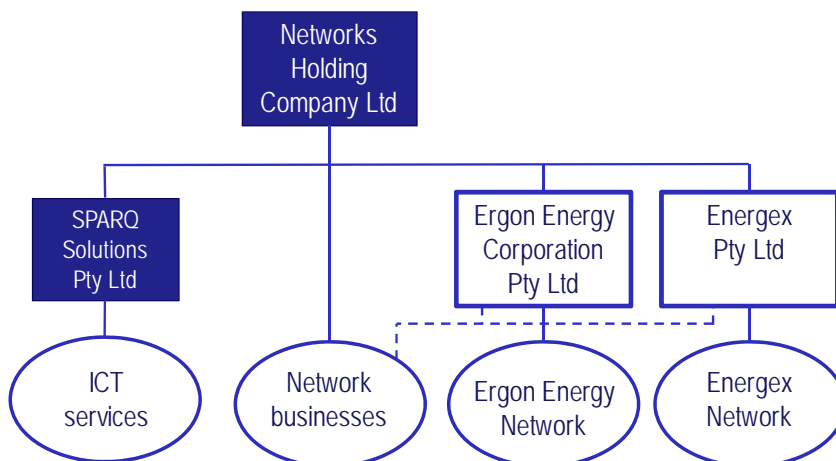 Networks
Holding
Company Ltd
SPARQ
Solutions
Pty Ltd
Ergon Energy
Corporation
Pty Ltd
Energex
Pty Ltd
ICT
services
Network
businesses
Ergon Energy
Network
Energex
Network